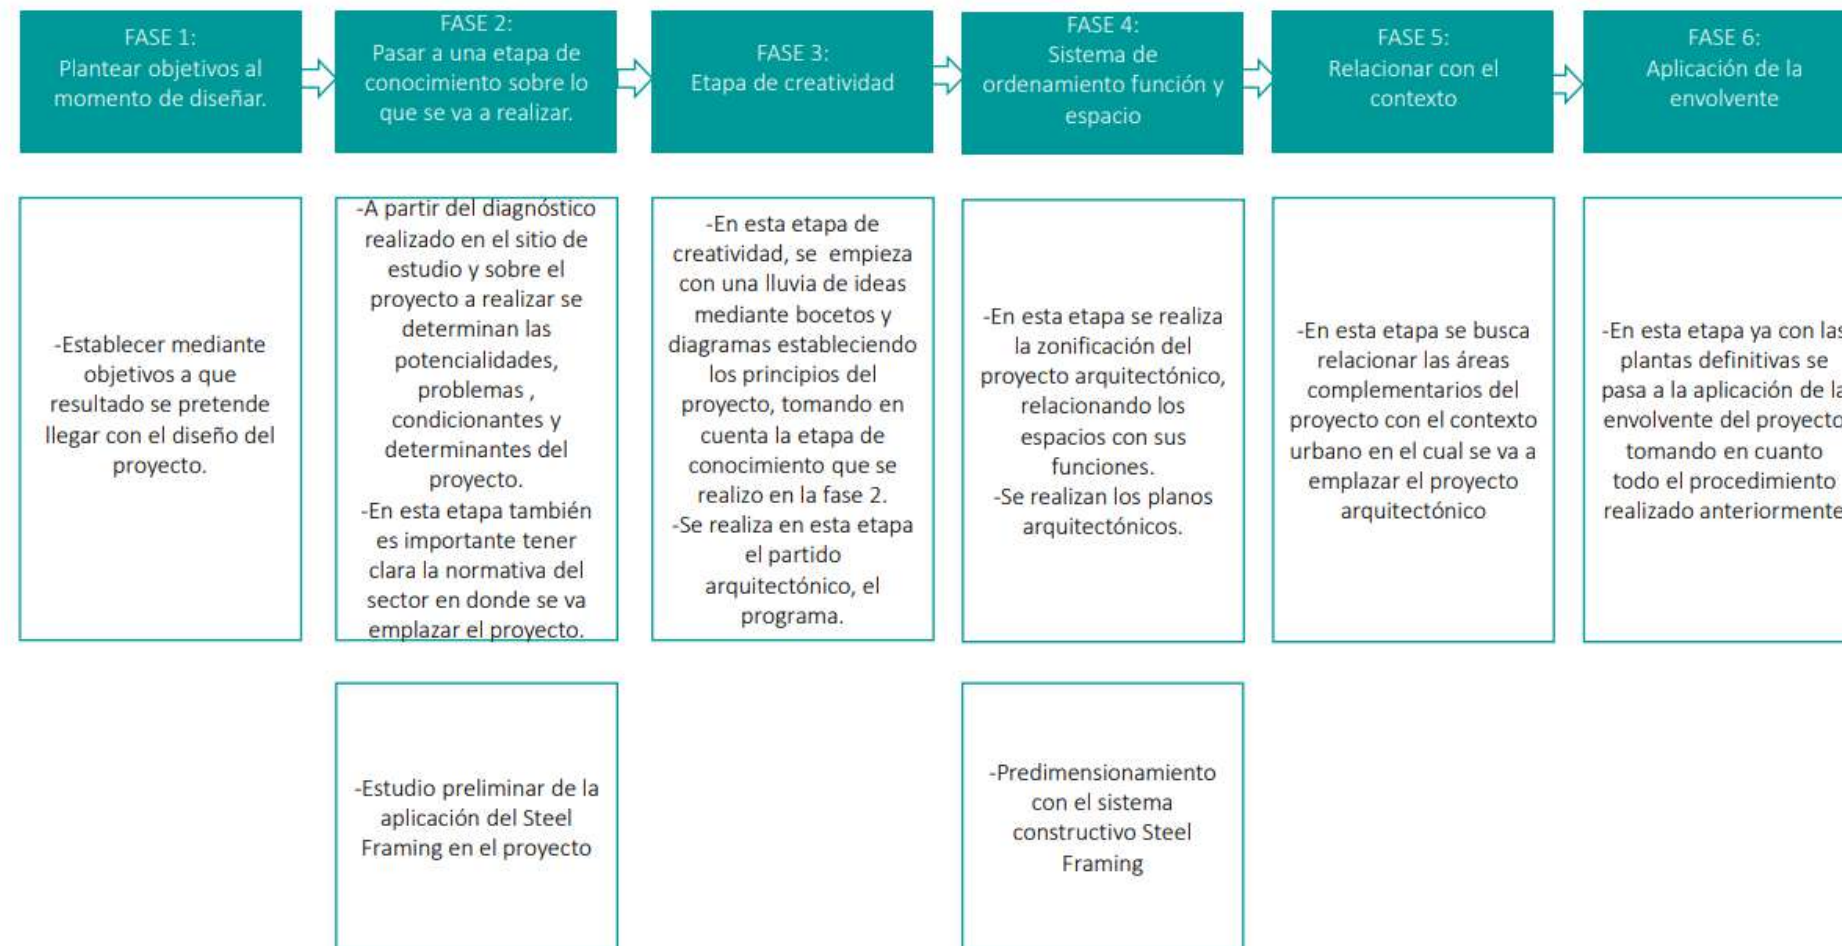 FASE 1:
Plantear objetivos al
momento de diseñar.
FASE 2:
Pasar a una etapa de
conocimiento sobre lo
que se va a realizar.
FASE 3:
Etapa de creatividad
FASE 4:
Sistema de
ordenamiento función y
espacio
FASE 5:
Relacionar con el
contexto
FASE 6:
Aplicación de la
envolvente
-Establecer mediante
objetivos a que
resultado se pretende
llegar con el diseño del
proyecto.
-A partir del diagnóstico
realizado en el sitio de
estudio y sobre el
proyecto a realizar se
determinan las
potencialidades,
problemas ,
condicionantes y
determinantes del
proyecto.
-En esta etapa también
es importante tener
clara la normativa del
sector en donde se va
emplazar el proyecto.
-En esta etapa de
creatividad, se empieza
con una lluvia de ideas
mediante bocetos y
diagramas estableciendo
los principios del
proyecto, tomando en
cuenta la etapa de
conocimiento que se
realizo en la fase 2.
-Se realiza en esta etapa
el partido
arquitectónico, el
programa.
-En esta etapa se realiza
la zonificación del
proyecto arquitectónico,
relacionando los
espacios con sus
funciones.
-Se realizan los planos
arquitectónicos.
-En esta etapa se busca
relacionar las áreas
complementarios del
proyecto con el contexto
urbano en el cual se va a
emplazar el proyecto
arquitectónico
-En esta etapa ya con las
plantas definitivas se
pasa a la aplicación de la
envolvente del proyecto
tomando en cuanto
todo el procedimiento
realizado anteriormente
-Estudio preliminar de la
aplicación del Steel
Framing en el proyecto
-Predimensionamiento
con el sistema
constructivo Steel
Framing